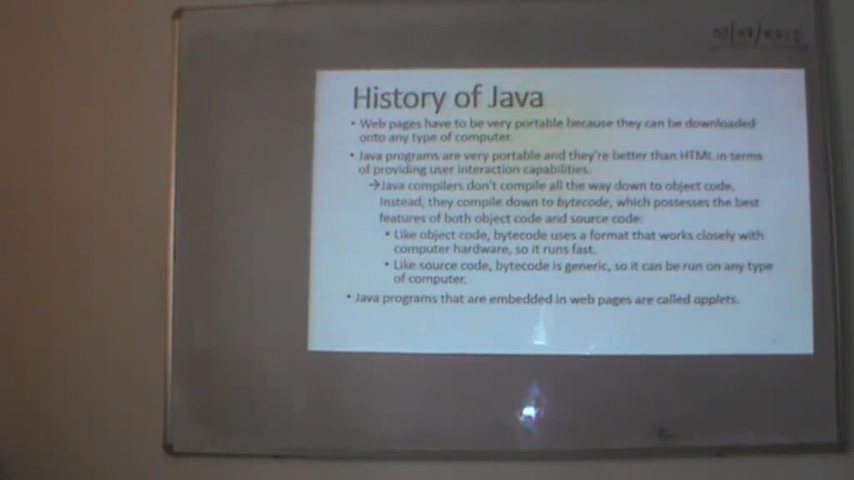 History of Java
• Web pages have to be very portable because they can be downloaded
onto any type of computer.
• Java programs are very portable and they're better than HTML in terms
of providing user interaction capabilities.
→Java compilers don't compile all the way down to object code.
Instead, they compile down to bytecode, which possesses the best
features of both object code and source code:
• Like object code, bytecode uses a format that works closely with
computer hardware, so it runs fast.
• Like source code, bytecode is generic, so it can be run on any type
of computer.
• Java programs that are embedded in web pages are called applets.